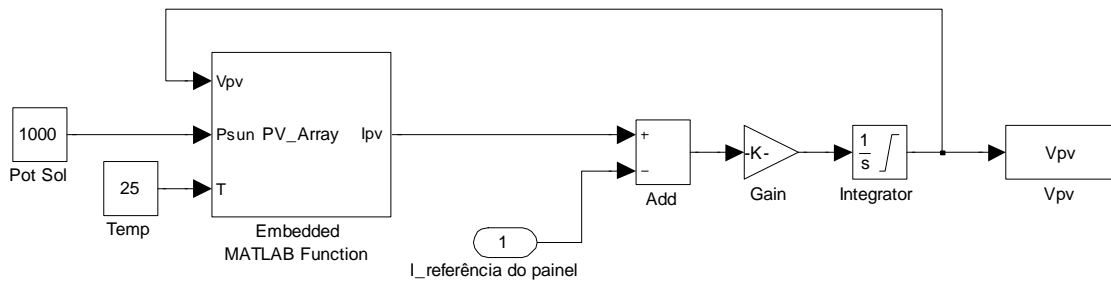 Vpv
1000
Psun PV_Array Ipv
+
-K-
1
s
Vpv
Pot Sol
25
T
−
Add
Gain
Integrator
Vpv
Temp
Embedded
MATLAB Function
1
I_referência do painel